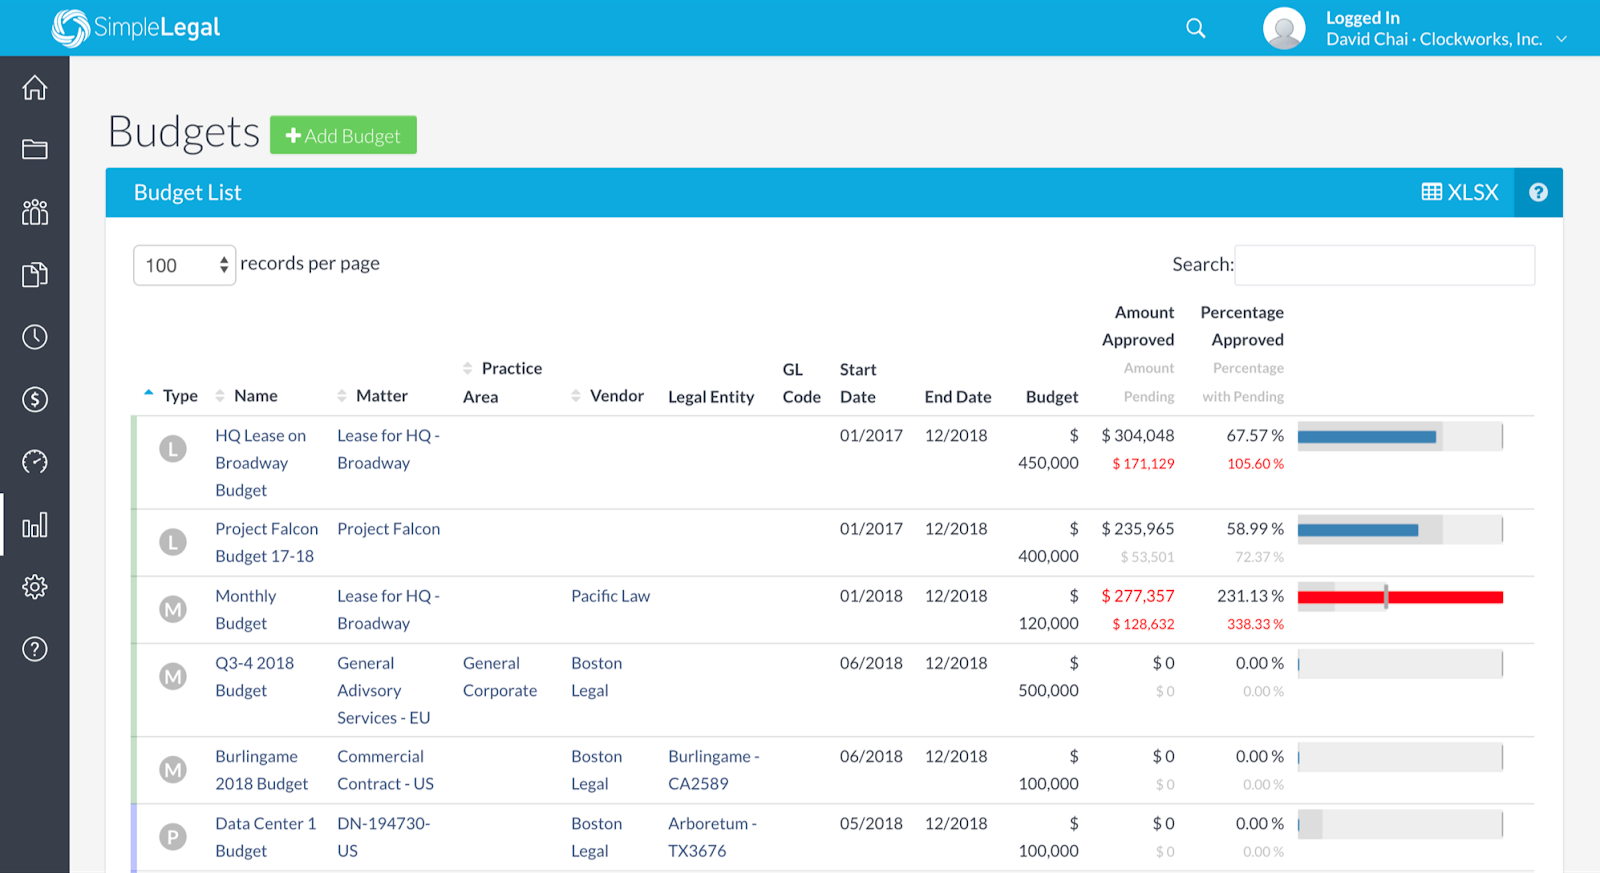 SimpleLegal
Logged In
David Chai · Clockworks, Inc.
Budgets
Add Budget
Budget List
XLSX
?
100 records per page
Search:
Amount Percentage
Approved Approved
Practice GL Start Amount Percentage
Type Name Matter Area Vendor Legal Entity Code Date End Date Budget Pending with Pending
L HQ Lease on Lease for HQ - 01/2017 12/2018 $ $ 304,048 67.57 %
Broadway Broadway 450,000 $ 171,129 105.60 %
Budget
L Project Falcon Project Falcon 01/2017 12/2018 $ $ 235,965 58.99 %
Budget 17-18 400,000 $ 53,501 72.37 %
M Monthly Lease for HQ - Pacific Law 01/2018 12/2018 $ $ 277,357 231.13 %
Budget Broadway 120,000 $ 128,632 338.33 %
M Q3-4 2018 General General Boston 06/2018 12/2018 $ $ 0 0.00 %
Budget Adivsory Corporate Legal 500,000 $ 0 0.00 %
Services - EU
M Burlingame Commercial Boston Burlingame - 06/2018 12/2018 $ $ 0 0.00 %
2018 Budget Contract - US Legal CA2589 100,000 $ 0 0.00 %
P Data Center 1 DN-194730- Boston Arboretum - 05/2018 12/2018 $ $ 0 0.00 %
Budget US Legal TX3676 100,000 $ 0 0.00 %